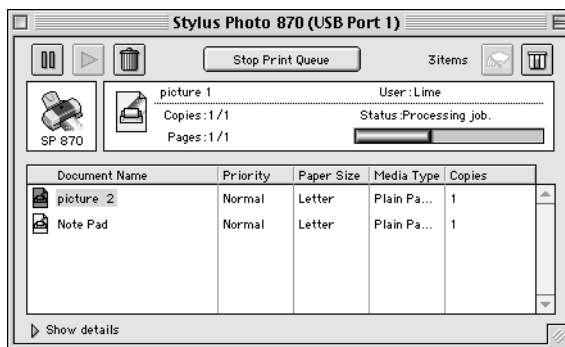 Stylus Photo 870 (USB Port 1)
Stop Print Queue 3items
picture 1 User:Lime
Copies:1/1 Status:Processing job.
SP 870 Pages:1/1
Document Name Priority Paper Size Media Type Copies
picture 2 Normal Letter Plain Pa... 1
Note Pad Normal Letter Plain Pa... 1
Show details